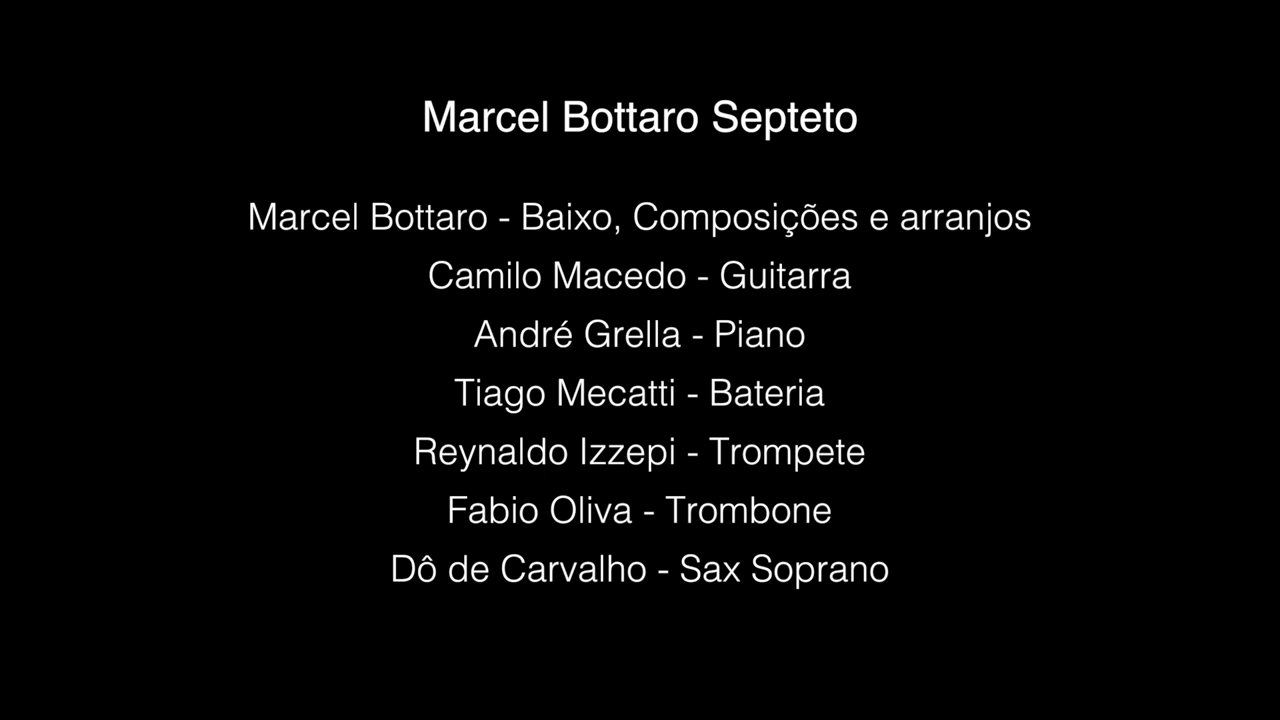 Marcel Bottaro Septeto
Marcel Bottaro - Baixo, Composições e arranjos
Camilo Macedo - Guitarra
André Grella - Piano
Tiago Mecatti - Bateria
Reynaldo Izzepi - Trompete
Fabio Oliva - Trombone
Dô de Carvalho - Sax Soprano